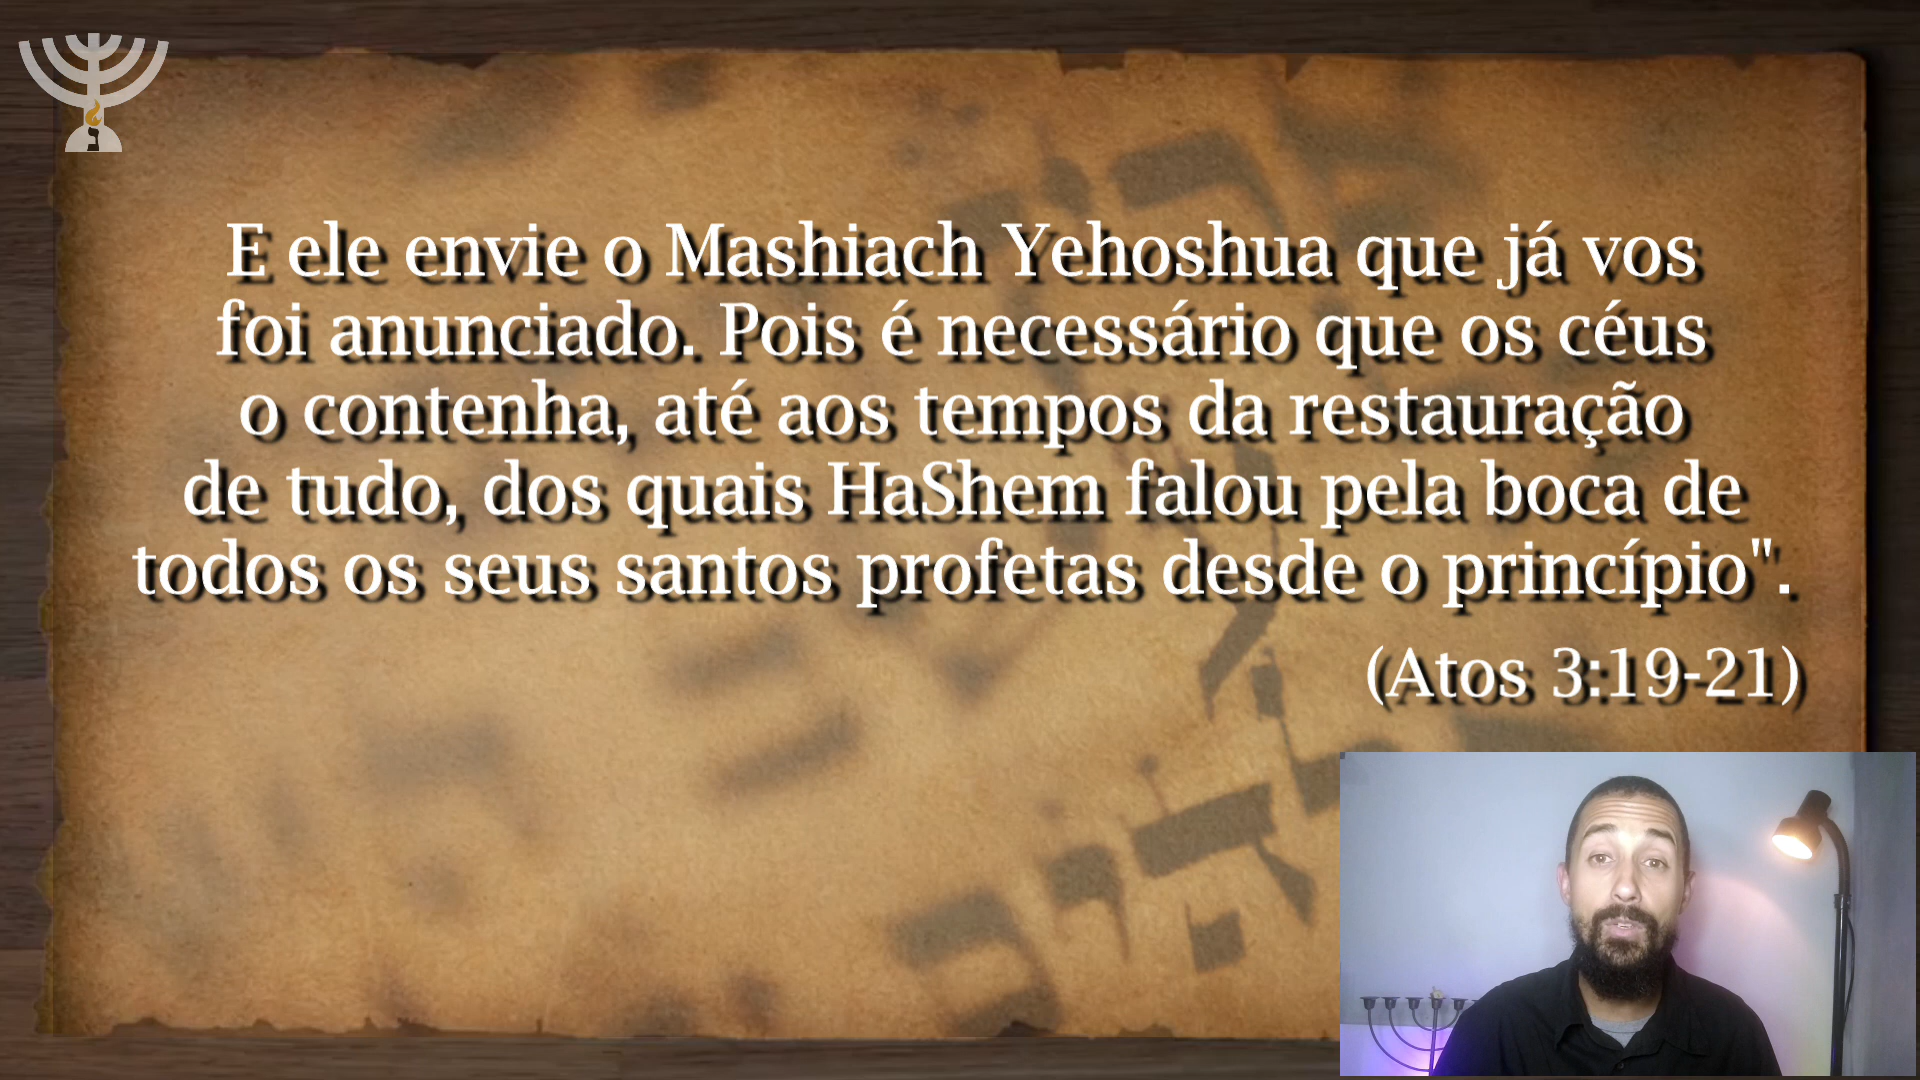 E ele envie o Mashiach Yehoshua que já vos
foi anunciado. Pois é necessário que os céus
o contenha, até aos tempos da restauração
de tudo, dos quais HaShem falou pela boca de
todos os seus santos profetas desde o princípio".
(Atos 3:19-21)